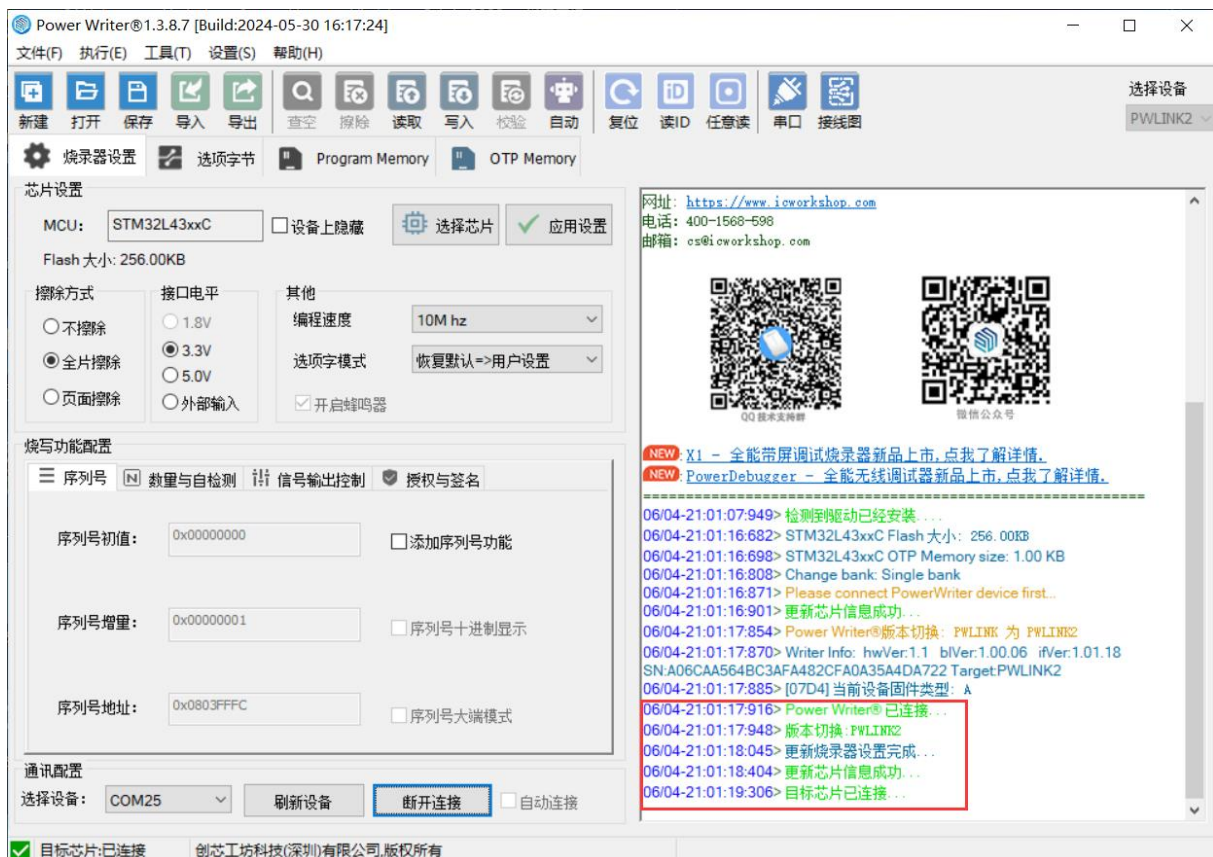 Power Writer®1.3.8.7 [Build:2024-05-30 16:17:24]
文件(F) 执行(E) 工具(T) 设置(S) 帮助(H)
新建 打开 保存 导入 导出 查空 擦除 读取 写入 校验 自动 复位 读ID 任意读 串口 接线图
选择设备
PWLINK2
烧录器设置 选项字节 Program Memory OTP Memory
芯片设置
MCU: STM32L43xxC 设备上隐藏 选择芯片 应用设置
Flash 大小: 256.00KB
擦除方式 接口电平 其他
不擦除 1.8V 编程速度 10M hz
全片擦除 3.3V 选项字模式 恢复默认=>用户设置
5.0V
页面擦除 外部输入 开启蜂鸣器
烧写功能配置
序列号 数量与自检测 信号输出控制 授权与签名
序列号初值: 0x00000000 添加序列号功能
序列号增量: 0x00000001 序列号十进制显示
序列号地址: 0x0803FFFC 序列号大端模式
通讯配置
选择设备: COM25 刷新设备 断开连接 自动连接
目标芯片:已连接 创芯工坊科技(深圳)有限公司,版权所有
网址: https://www.icworkshop.com
电话: 400-1568-598
邮箱: cs@icworkshop.com
QQ 技术支持群 微信公众号
NEW: X1 - 全能带屏调试烧录器新品上市,点我了解详情.
NEW: PowerDebugger - 全能无线调试器新品上市,点我了解详情.
06/04-21:01:07:949> 检测到驱动已经安装....
06/04-21:01:16:682> STM32L43xxC Flash 大小: 256.00KB
06/04-21:01:16:698> STM32L43xxC OTP Memory size: 1.00 KB
06/04-21:01:16:808> Change bank: Single bank
06/04-21:01:16:871> Please connect PowerWriter device first...
06/04-21:01:16:901> 更新芯片信息成功...
06/04-21:01:17:854> Power Writer®版本切换: PWLINK 为 PWLINK2
06/04-21:01:17:870> Writer Info: hwVer:1.1 blVer:1.00.06 ifVer:1.01.18
SN:A06CAA564BC3AFA482CFA0A35A4DA722 Target:PWLINK2
06/04-21:01:17:885> [07D4] 当前设备固件类型: A
06/04-21:01:17:916> Power Writer® 已连接...
06/04-21:01:17:948> 版本切换:PWLINK2
06/04-21:01:18:045> 更新烧录器设置完成...
06/04-21:01:18:404> 更新芯片信息成功...
06/04-21:01:19:306> 目标芯片已连接...